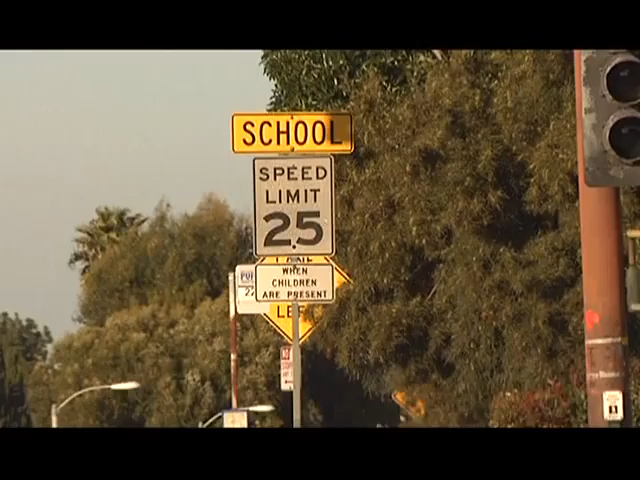 SCHOOL
SPEED
LIMIT
25
WHEN
CHILDREN
ARE PRESENT